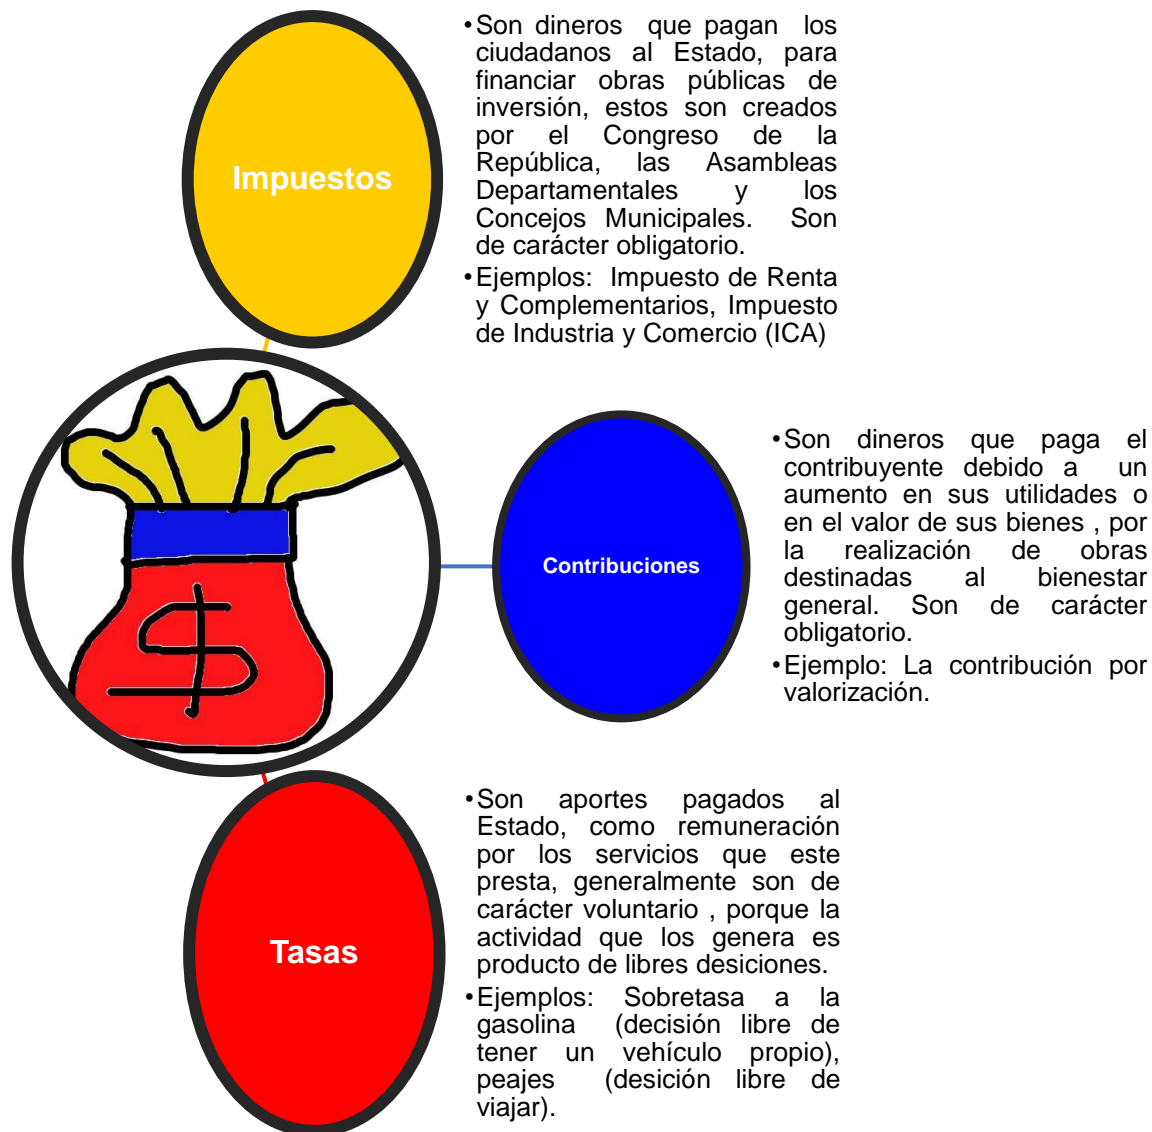 Impuestos
•Son dineros que pagan los
ciudadanos al Estado, para
financiar obras públicas de
inversión, estos son creados
por el Congreso de la
República, las Asambleas
Departamentales y los
Concejos Municipales. Son
de carácter obligatorio.
•Ejemplos: Impuesto de Renta
y Complementarios, Impuesto
de Industria y Comercio (ICA)
Contribuciones
•Son dineros que paga el
contribuyente debido a un
aumento en sus utilidades o
en el valor de sus bienes , por
la realización de obras
destinadas al bienestar
general. Son de carácter
obligatorio.
•Ejemplo: La contribución por
valorización.
$
Tasas
•Son aportes pagados al
Estado, como remuneración
por los servicios que este
presta, generalmente son de
carácter voluntario , porque la
actividad que los genera es
producto de libres desiciones.
•Ejemplos: Sobretasa a la
gasolina (decisión libre de
tener un vehículo propio),
peajes (desición libre de
viajar).